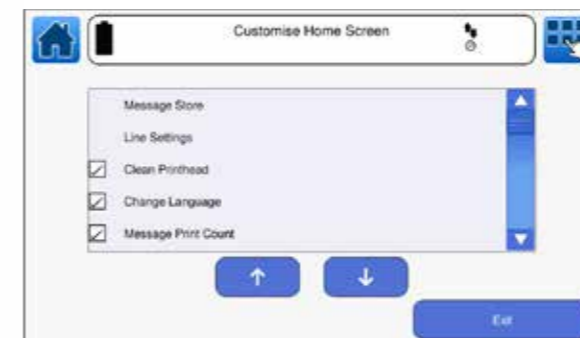 Customise Home Screen
Message Store
Line Settings
Clean Printhead
Change Language
Message Print Count
Exit